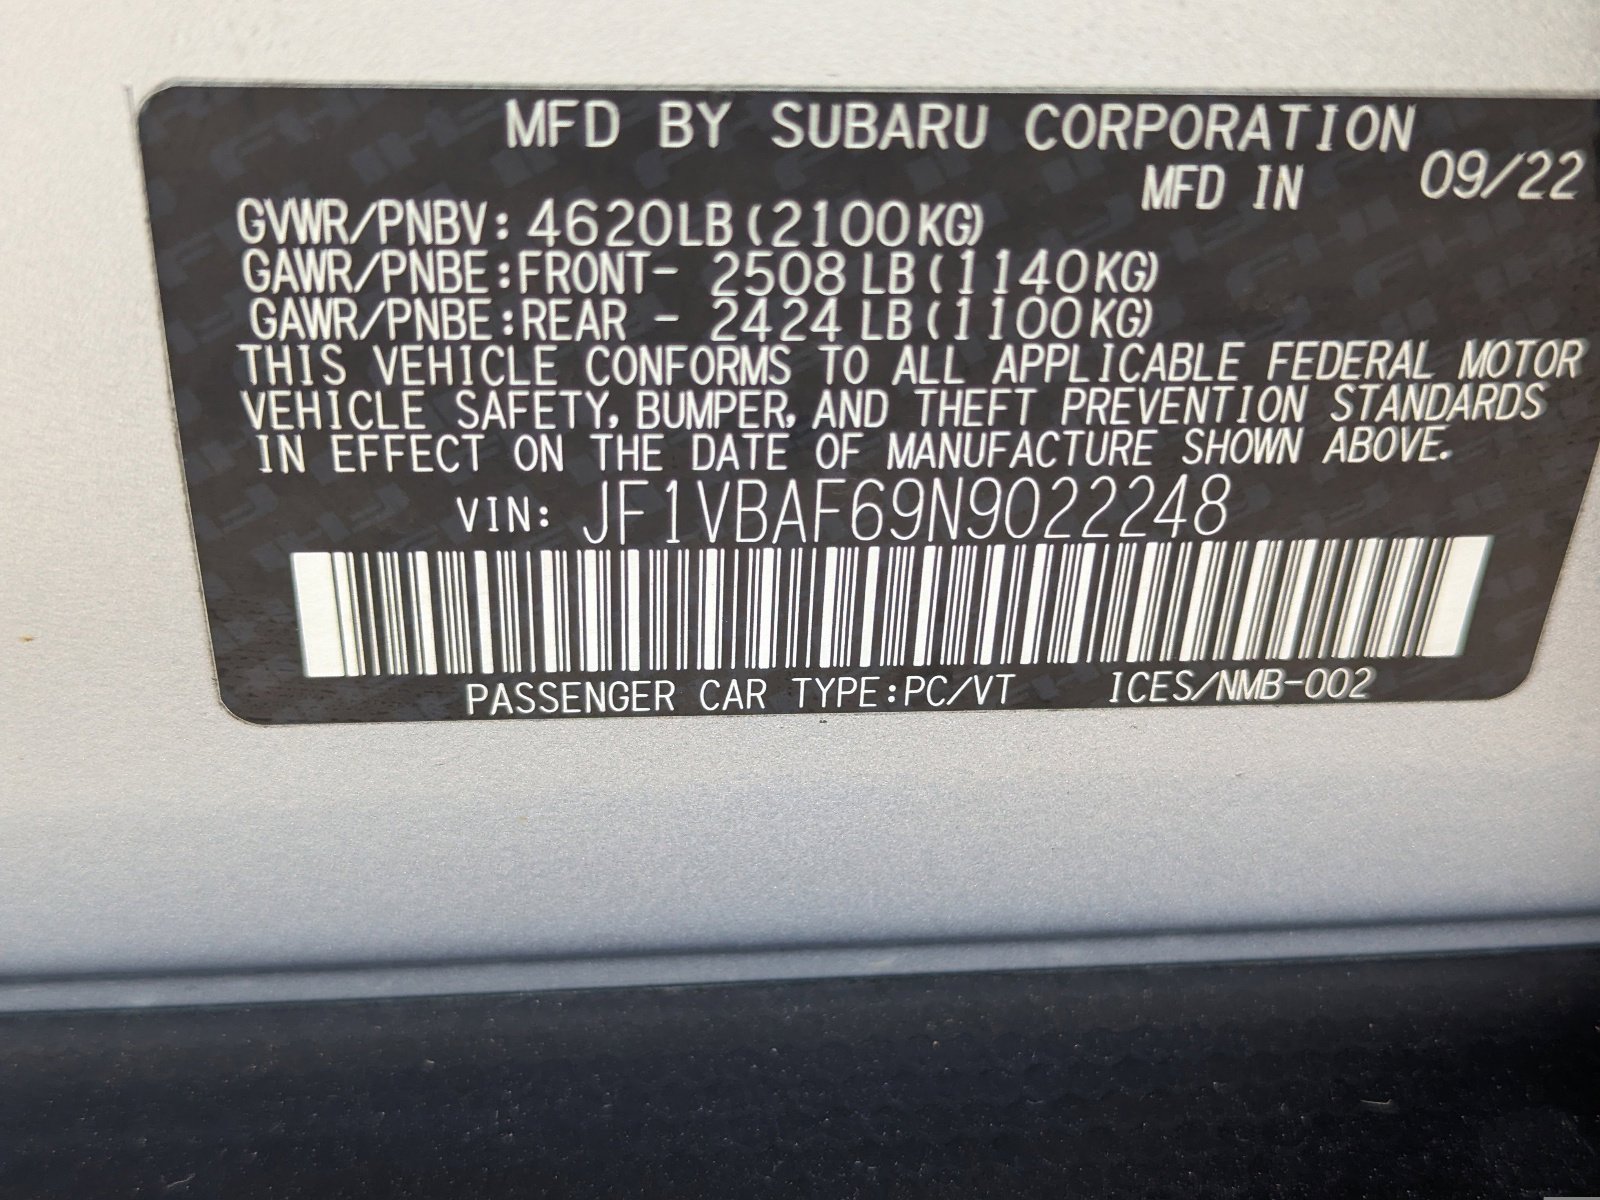 MFD BY SUBARU CORPORATION
MFD IN 09/22
GVWR/PNBV: 4620LB(2100KG)
GAWR/PNBE:FRONT- 2508LB(1140KG)
GAWR/PNBE:REAR - 2424LB(1100KG)
THIS VEHICLE CONFORMS TO ALL APPLICABLE FEDERAL MOTOR
VEHICLE SAFETY, BUMPER, AND THEFT PREVENTION STANDARDS
IN EFFECT ON THE DATE OF MANUFACTURE SHOWN ABOVE.
VIN: JF1VBAF69N9022248
PASSENGER CAR TYPE:PC/VT ICES/NMB-002